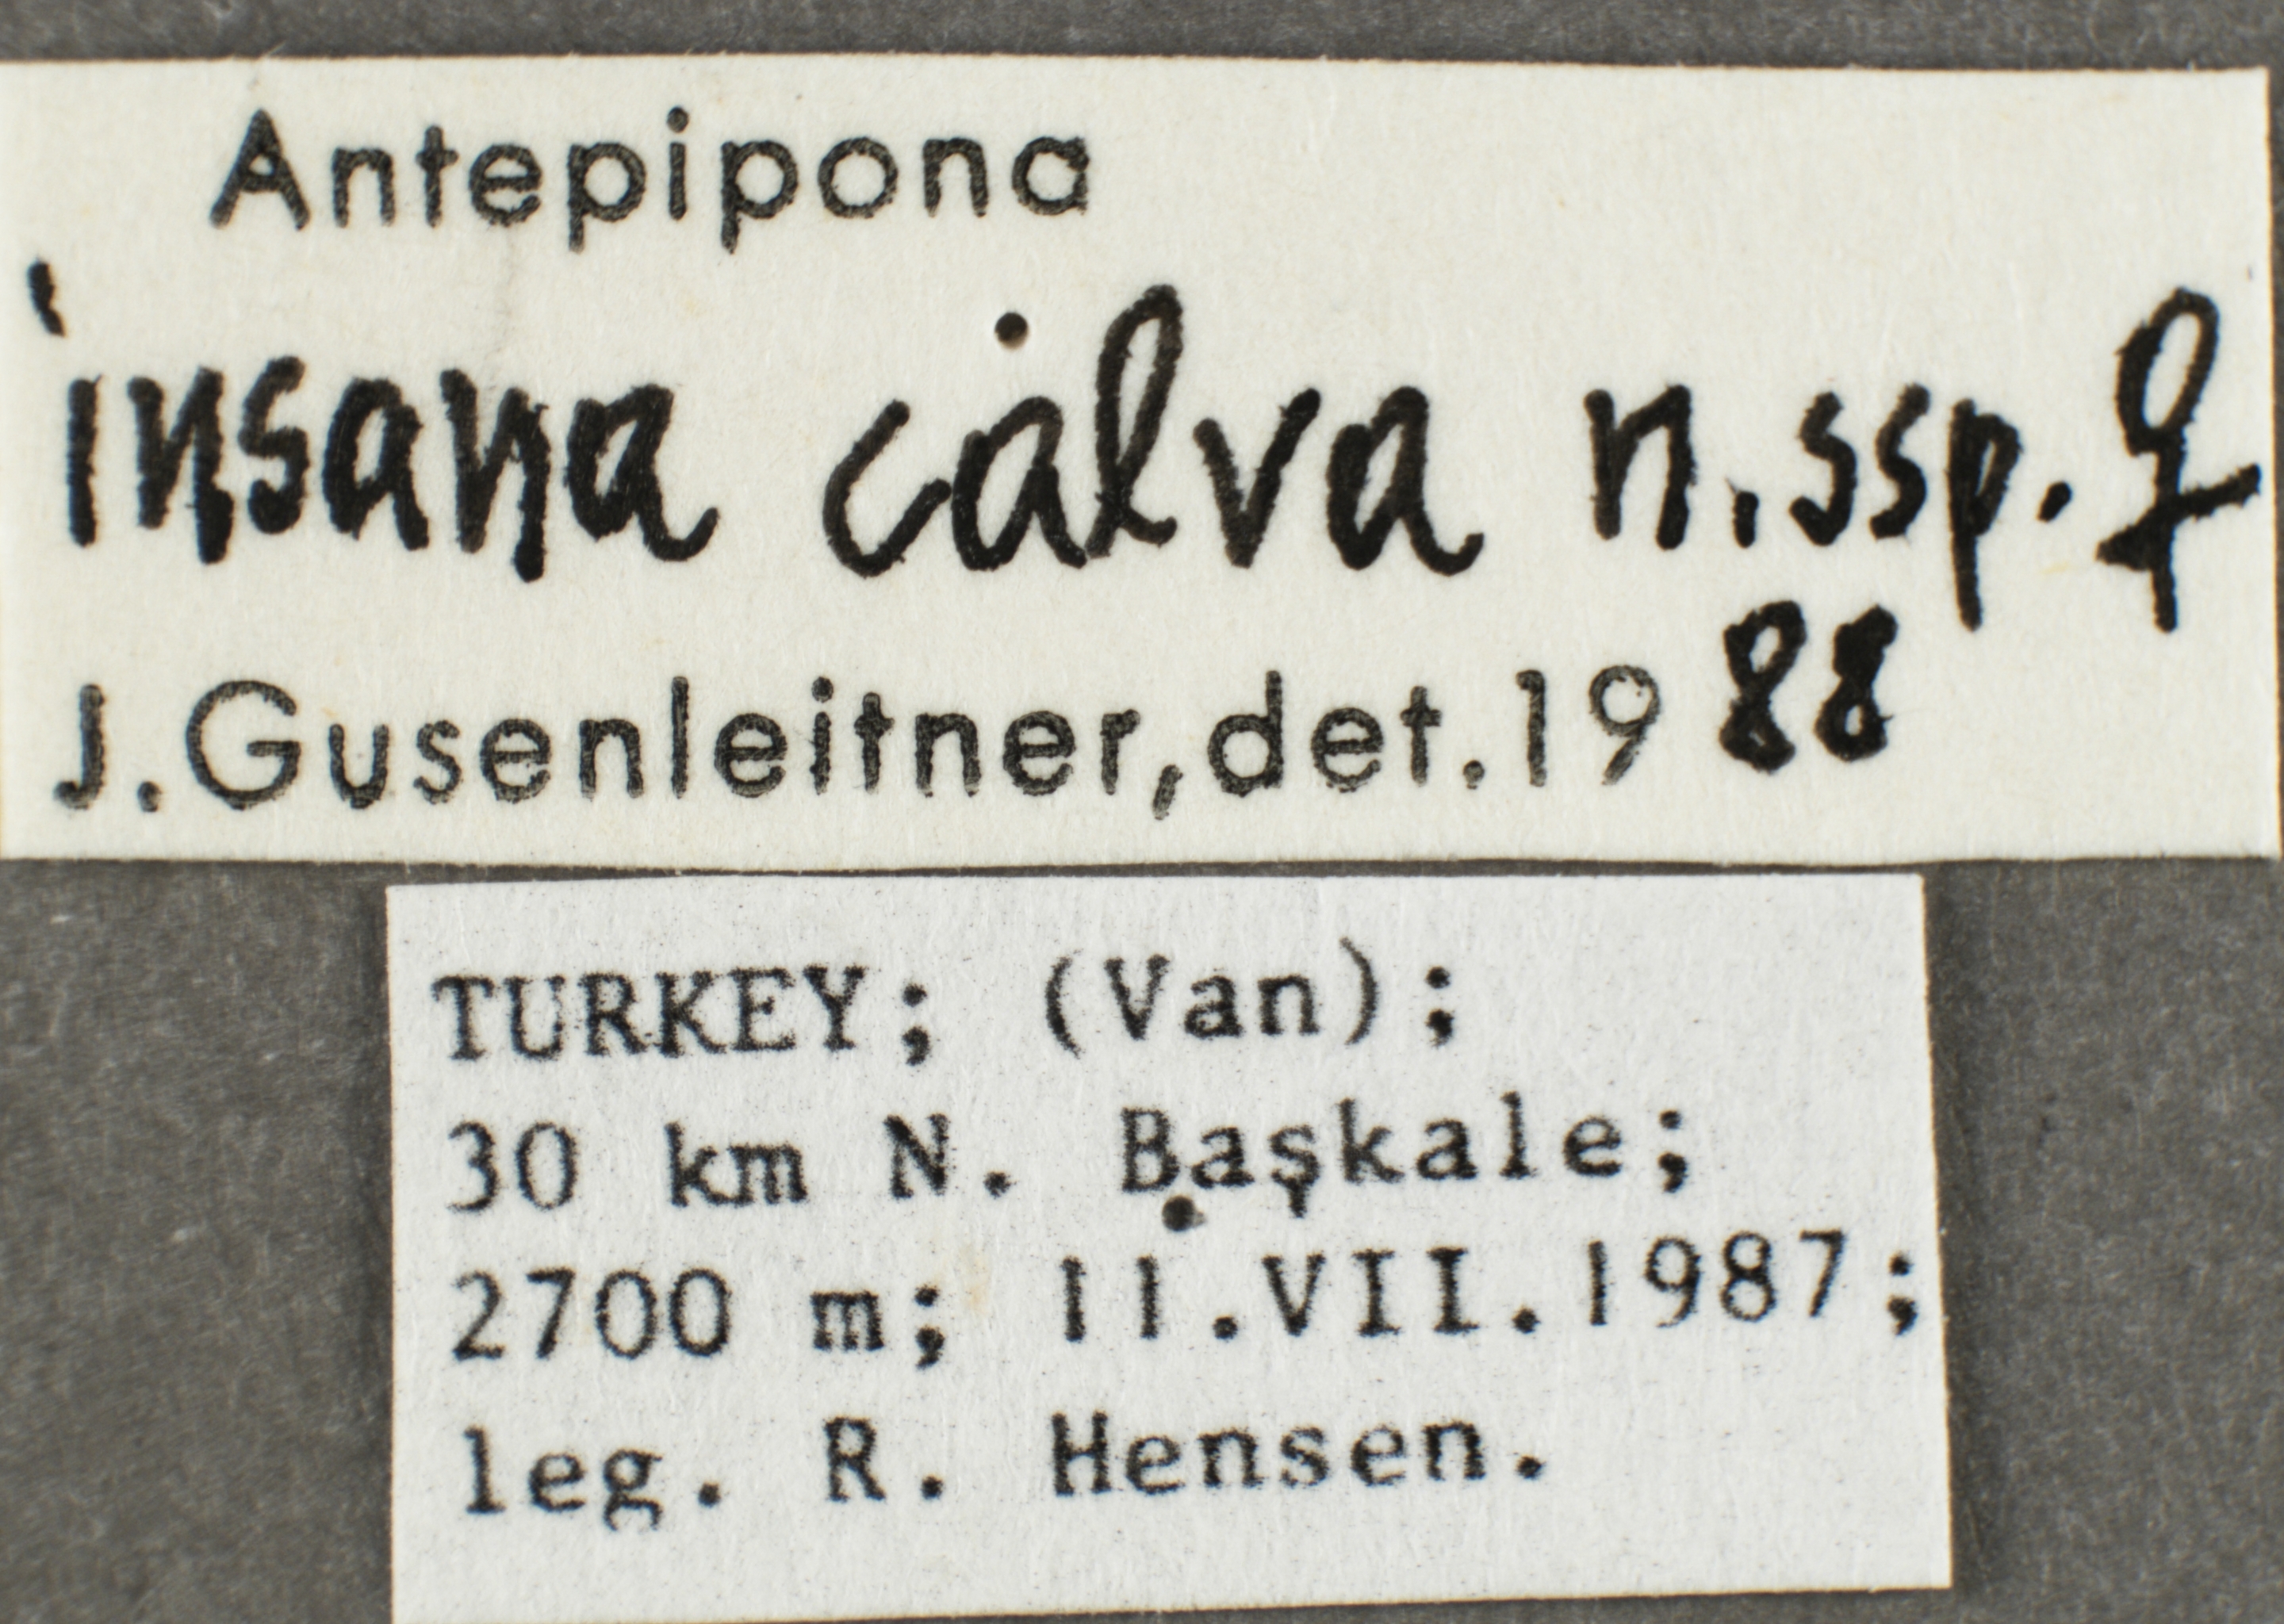 Antepipona
insana calva n.ssp. ♀
J.Gusenleitner,det.1988
TURKEY; (Van);
30 km N. Başkale;
2700 m; 11.VII.1987;
leg. R. Hensen.